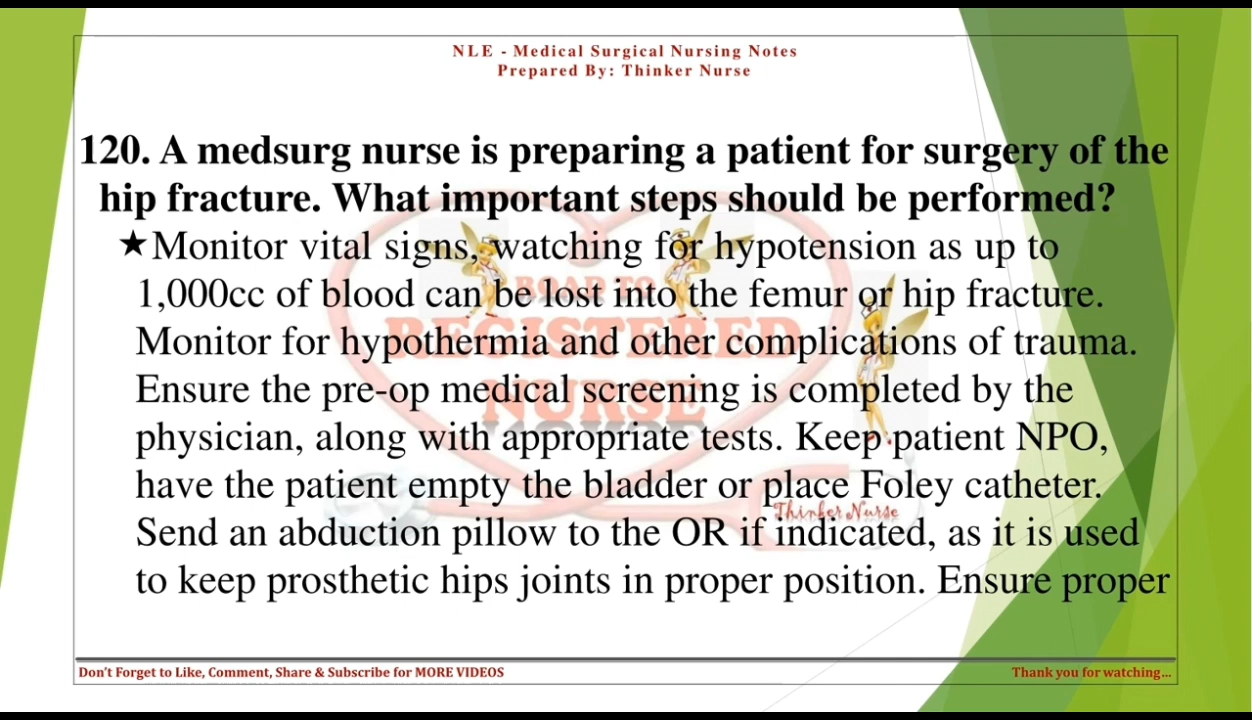 NLE - Medical Surgical Nursing Notes
Prepared By: Thinker Nurse
120. A medsurg nurse is preparing a patient for surgery of the
hip fracture. What important steps should be performed?
★Monitor vital signs, watching for hypotension as up to
1,000cc of blood can be lost into the femur or hip fracture.
Monitor for hypothermia and other complications of trauma.
Ensure the pre-op medical screening is completed by the
physician, along with appropriate tests. Keep patient NPO,
have the patient empty the bladder or place Foley catheter.
Send an abduction pillow to the OR if indicated, as it is used
to keep prosthetic hips joints in proper position. Ensure proper
ROAD TO
REGISTERED
NURSE
Thinker Nurse
Don't Forget to Like, Comment, Share & Subscribe for MORE VIDEOS
Thank you for watching...